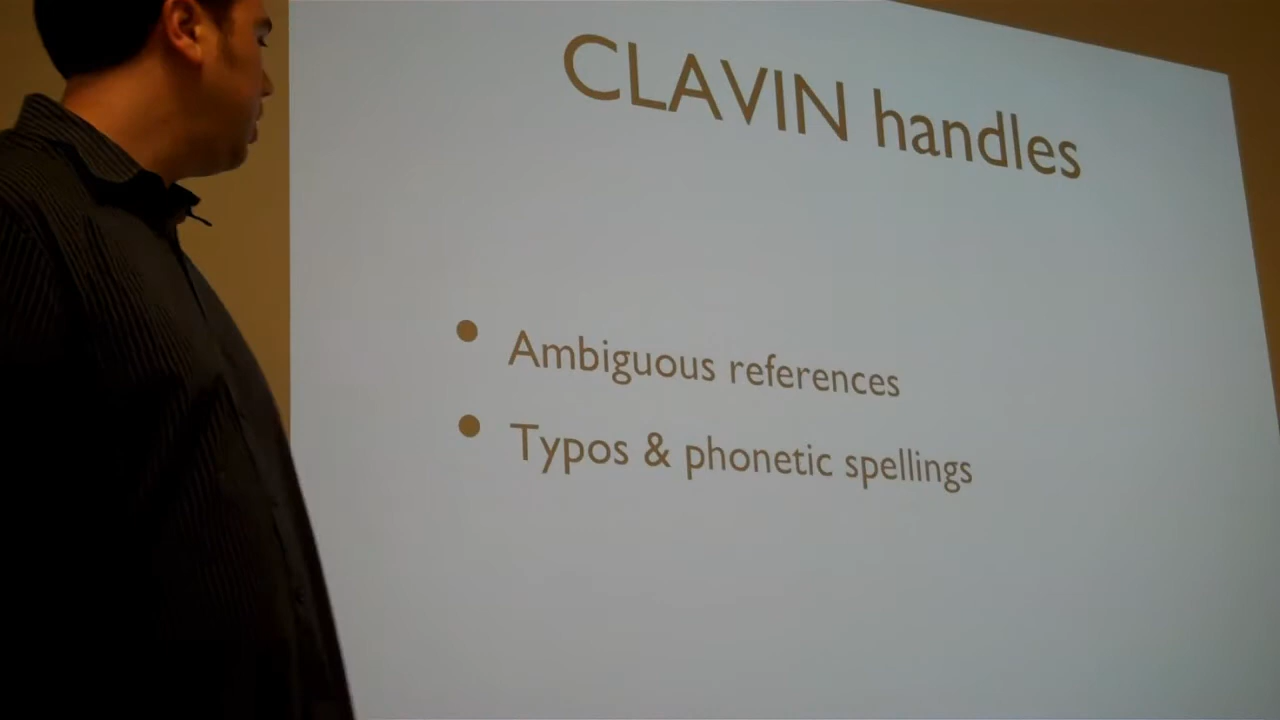 CLAVIN handles
• Ambiguous references
• Typos & phonetic spellings